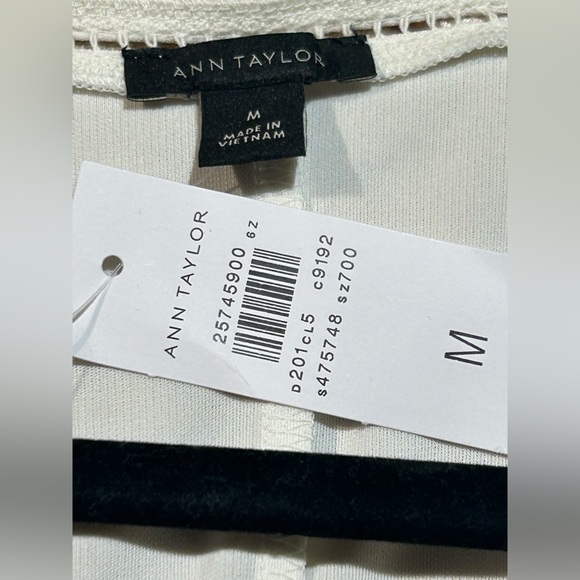 ANN TAYLOR
M
MADE IN
VIETNAM
ANN TAYLOR
25745900 6Z
D201CL5 C9192
S475748 SZ700
M